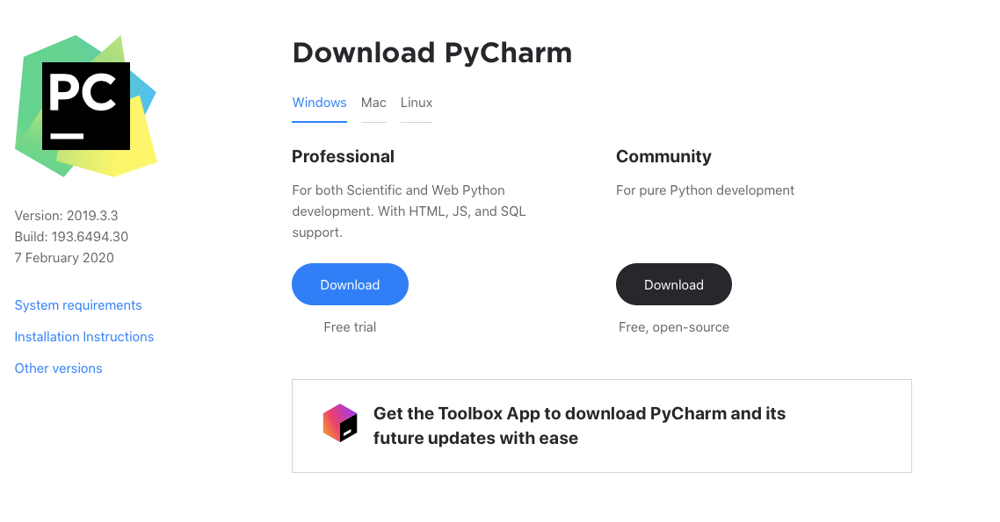 PC
Version: 2019.3.3
Build: 193.6494.30
7 February 2020
System requirements
Installation Instructions
Other versions
Download PyCharm
Windows Mac Linux
Professional
For both Scientific and Web Python
development. With HTML, JS, and SQL
support.
Download
Free trial
Community
For pure Python development
Download
Free, open-source
Get the Toolbox App to download PyCharm and its
future updates with ease